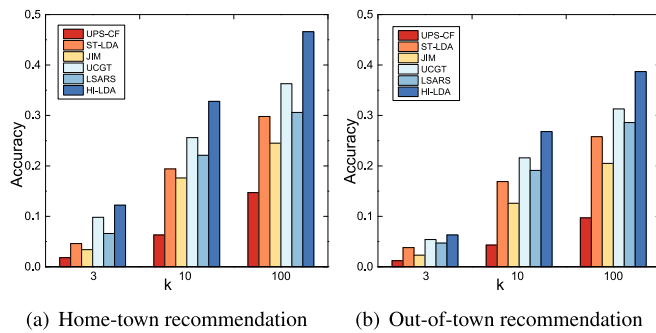 0.5
0.4
0.3
0.2
0.1
0.0
Accuracy
UPS-CF
ST-LDA
JIM
UCGT
LSARS
HI-LDA
3
10
100
k
(a) Home-town recommendation
0.5
0.4
0.3
0.2
0.1
0.0
Accuracy
UPS-CF
ST-LDA
JIM
UCGT
LSARS
HI-LDA
3
10
100
k
(b) Out-of-town recommendation